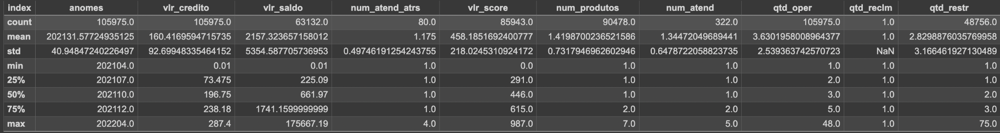 index anomes vlr_credito vlr_saldo num_atend_atrs vlr_score num_produtos num_atend qtd_oper qtd_reclm qtd_restr
count 105975.0 105975.0 63132.0 80.0 85943.0 90478.0 322.0 105975.0 1.0 48756.0
mean 202131.57724935125 160.4169594715735 2157.323657158012 1.175 458.1851692400777 1.4198700236521586 1.34472049689441 3.6301958008964377 1.0 2.8298876035769958
std 40.94847240226497 92.69948335464152 5354.587705736953 0.49746191254243755 218.0245310924172 0.7317946962602946 0.6478722058823735 2.539363742570723 NaN 3.166461927130489
min 202104.0 0.01 0.01 1.0 0.0 1.0 1.0 1.0 1.0 1.0
25% 202107.0 73.475 225.09 1.0 291.0 1.0 1.0 2.0 1.0 1.0
50% 202110.0 196.75 661.97 1.0 446.0 1.0 1.0 3.0 1.0 2.0
75% 202112.0 238.18 1741.1599999999 1.0 615.0 2.0 2.0 5.0 1.0 3.0
max 202204.0 287.4 175667.19 4.0 987.0 7.0 5.0 48.0 1.0 75.0